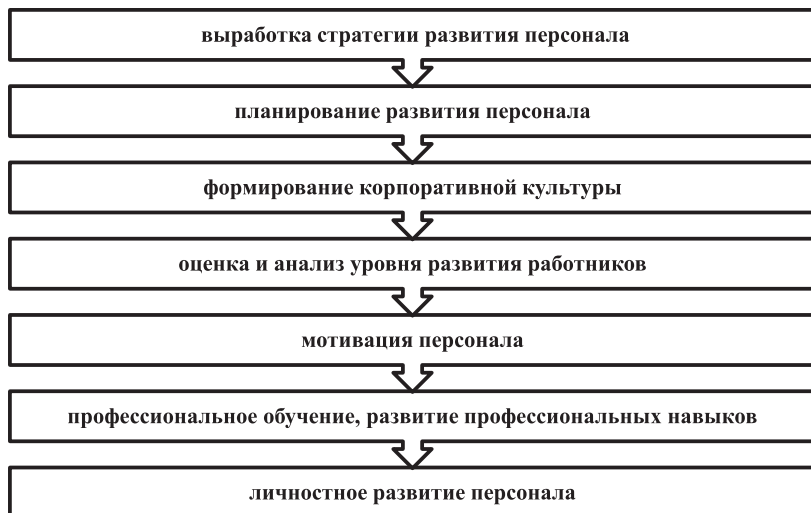 выработка стратегии развития персонала
планирование развития персонала
формирование корпоративной культуры
оценка и анализ уровня развития работников
мотивация персонала
профессиональное обучение, развитие профессиональных навыков
личностное развитие персонала